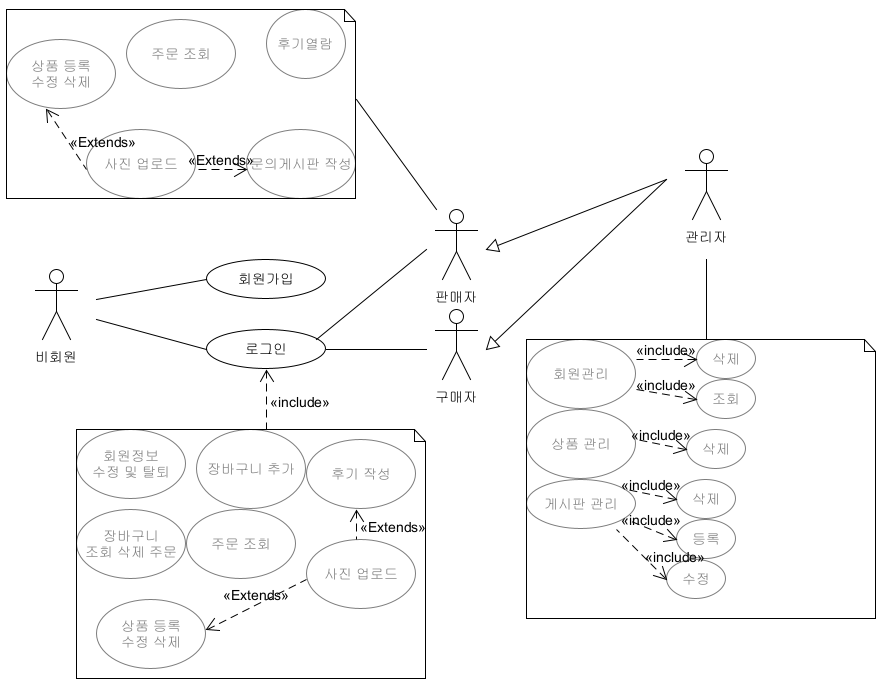 상품 등록
수정 삭제
주문 조회
후기열람
«Extends»
사진 업로드
«Extends»
문의게시판 작성
관리자
판매자
비회원
회원가입
로그인
구매자
«include»
회원정보
수정 및 탈퇴
장바구니 추가
후기 작성
장바구니
조회 삭제 주문
주문 조회
«Extends»
사진 업로드
«Extends»
상품 등록
수정 삭제
회원관리
«include»
삭제
«include»
조회
상품 관리
«include»
삭제
게시판 관리
«include»
삭제
«include»
등록
«include»
수정